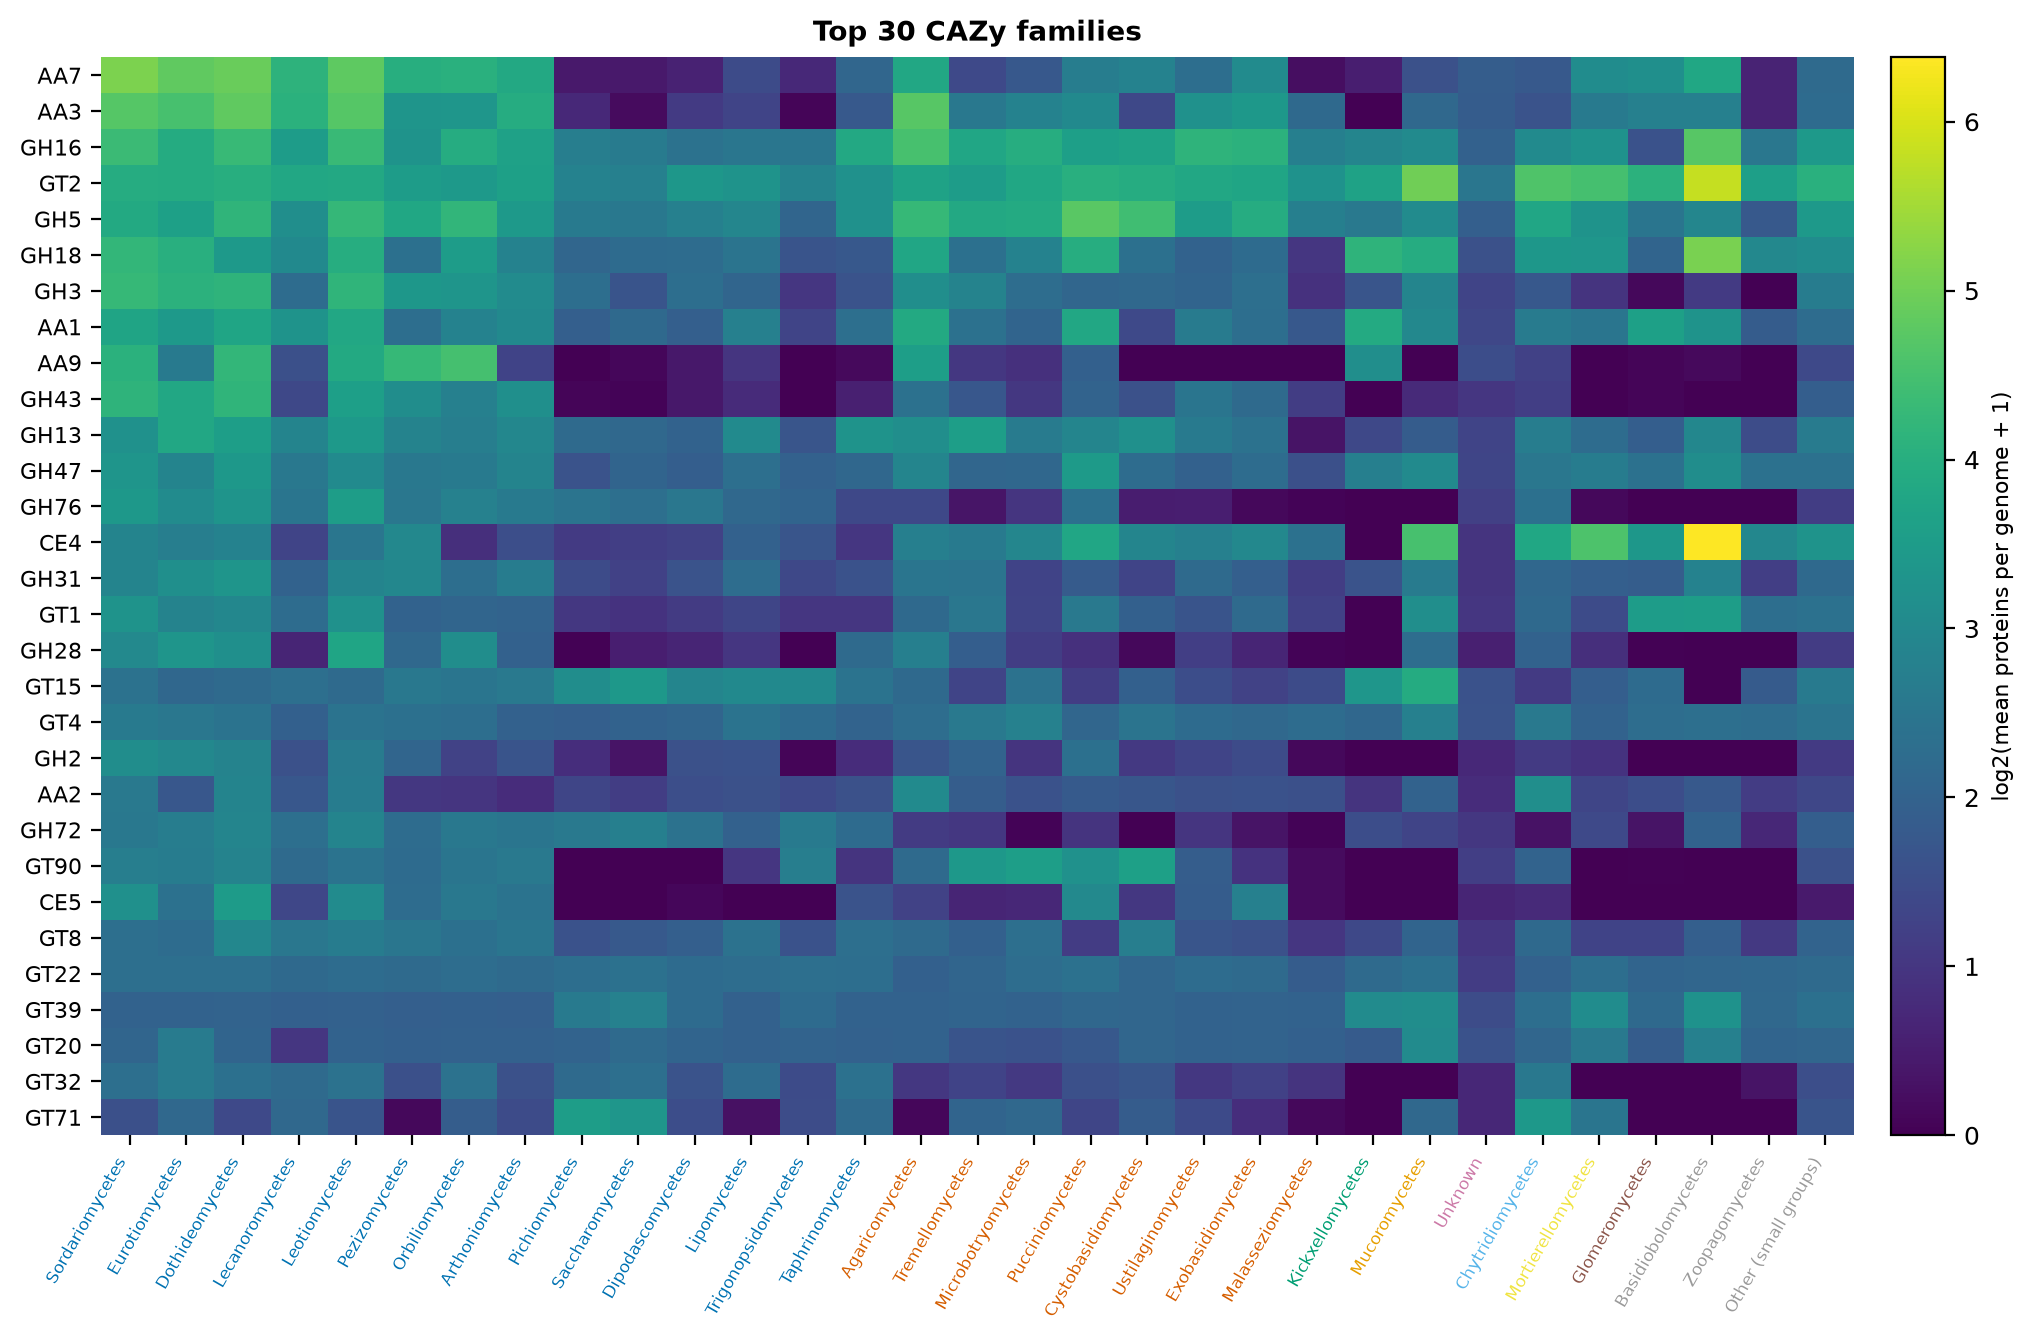 Top 30 CAZy families
AA7
AA3
GH16
GT2
GH5
GH18
GH3
AA1
AA9
GH43
GH13
GH47
GH76
CE4
GH31
GT1
GH28
GT15
GT4
GH2
AA2
GH72
GT90
CE5
GT8
GT22
GT39
GT20
GT32
GT71
Sordariomycetes
Eurotiomycetes
Dothideomycetes
Lecanoromycetes
Leotiomycetes
Pezizomycetes
Orbiliomycetes
Arthoniomycetes
Pichiomycetes
Saccharomycetes
Dipodascomycetes
Lipomycetes
Trigonopsidomycetes
Taphrinomycetes
Agaricomycetes
Tremellomycetes
Microbotryomycetes
Pucciniomycetes
Cystobasidiomycetes
Ustilaginomycetes
Exobasidiomycetes
Malasseziomycetes
Kickxellomycetes
Mucoromycetes
Unknown
Chytridiomycetes
Mortierellomycetes
Glomeromycetes
Basidiobolomycetes
Zoopagomycetes
Other (small groups)
6
5
4
3
2
1
0
log2(mean proteins per genome + 1)